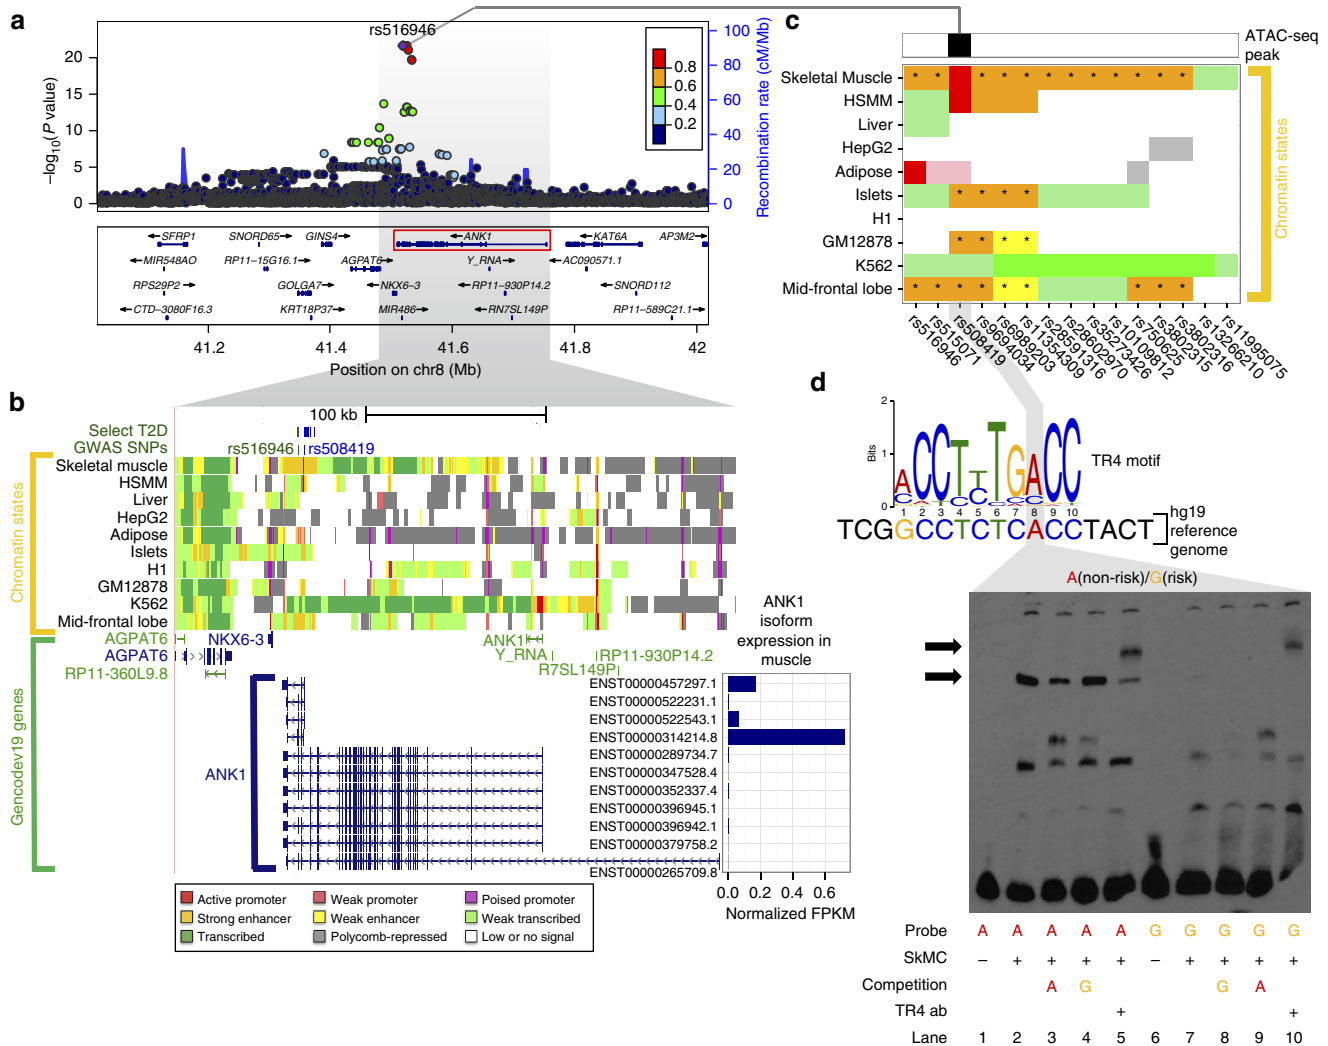 a
rs516946
20
15
10
5
0
−log10(P value)
0.8
0.6
0.4
0.2
100
80
60
40
20
0
Recombination rate (cM/Mb)
SFRP1
SNORD65
GINS4
ANK1
KAT6A
AP3M2
MIR548AO
RP11−15G16.1
AGPAT6
Y_RNA
AC090571.1
RPS29P2
GOLGA7
NKX6−3
RP11−930P14.2
SNORD112
CTD−3080F16.3
KRT18P37
MIR486
RN7SL149P
RP11−589C21.1
41.2
41.4
41.6
41.8
42
Position on chr8 (Mb)
b
100 kb
Select T2D
GWAS SNPs
rs516946
rs508419
Chromatin states
Skeletal muscle
HSMM
Liver
HepG2
Adipose
Islets
H1
GM12878
K562
Mid-frontal lobe
Gencodev19 genes
AGPAT6
NKX6-3
ANK1
AGPAT6
Y_RNA
RP11-930P14.2
RP11-360L9.8
R7SL149P
ANK1
ENST00000457297.1
ENST00000522231.1
ENST00000522543.1
ENST00000314214.8
ENST00000289734.7
ENST00000347528.4
ENST00000352337.4
ENST00000396945.1
ENST00000396942.1
ENST00000379758.2
ENST00000265709.8
ANK1
isoform
expression in
muscle
0.0 0.2 0.4 0.6
Normalized FPKM
Active promoter
Weak promoter
Poised promoter
Strong enhancer
Weak enhancer
Weak transcribed
Transcribed
Polycomb-repressed
Low or no signal
c
ATAC-seq
peak
Skeletal Muscle * * * * * * * * * * * *
HSMM
Liver
HepG2
Adipose
Islets * * * *
H1
GM12878 * * * *
K562
Mid-frontal lobe * * * * * * * * *
Chromatin states
rs516946
rs515071
rs508419
rs9694034
rs6989203
rs11354309
rs28591316
rs28602970
rs35273426
rs10109812
rs750625
rs3802315
rs3802316
rs13266210
rs11995075
d
2
1
0
Bits
TR4 motif
1 2 3 4 5 6 7 8 9 10
TCGGCCTCTCACCTACT
hg19
reference
genome
A(non-risk)/G(risk)
Probe A A A A A G G G G G
SkMC − + + + + − + + + +
Competition A G G A
TR4 ab + +
Lane 1 2 3 4 5 6 7 8 9 10